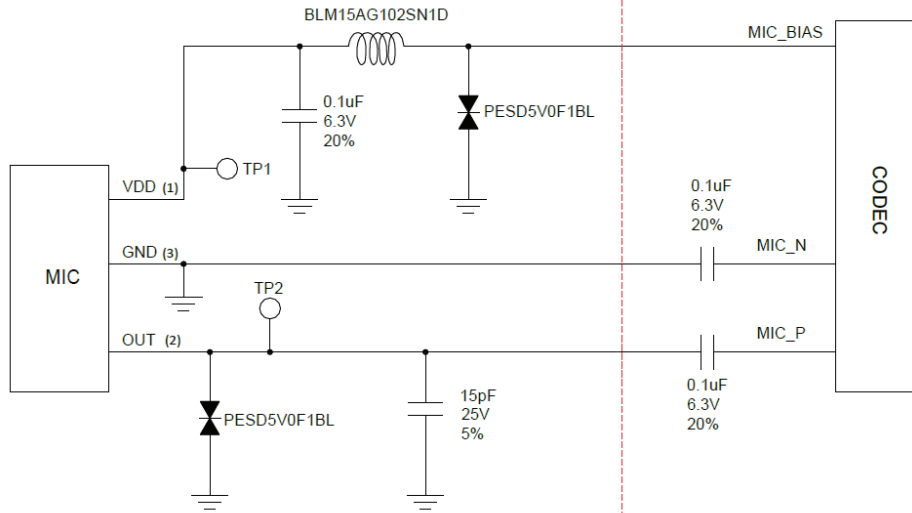 BLM15AG102SN1D
MIC_BIAS
0.1uF
6.3V
20%
PESD5V0F1BL
TP1
VDD (1)
0.1uF
6.3V
20%
CODEC
GND (3)
MIC_N
MIC
TP2
OUT (2)
MIC_P
15pF
25V
5%
PESD5V0F1BL
0.1uF
6.3V
20%